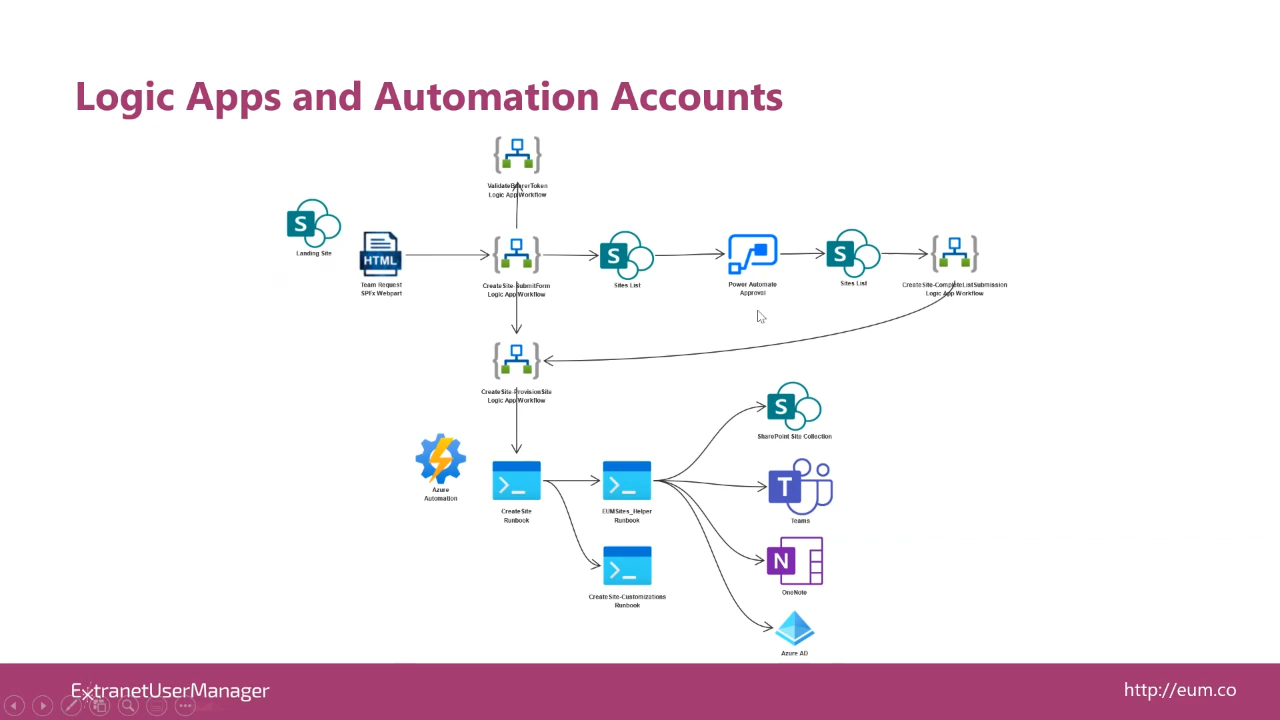 Logic Apps and Automation Accounts
ValidateBearerToken
Logic App Workflow
Landing Site
HTML
Team Request
SPFx Webpart
CreateSite-SubmitForm
Logic App Workflow
Sites List
Power Automate
Approval
Sites List
CreateSite-CompleteListSubmission
Logic App Workflow
CreateSite-ProvisionSite
Logic App Workflow
SharePoint Site Collection
Azure
Automation
CreateSite
Runbook
EUMSites_Helper
Runbook
Teams
CreateSite-Customizations
Runbook
OneNote
Azure AD
ExtranetUserManager
http://eum.co